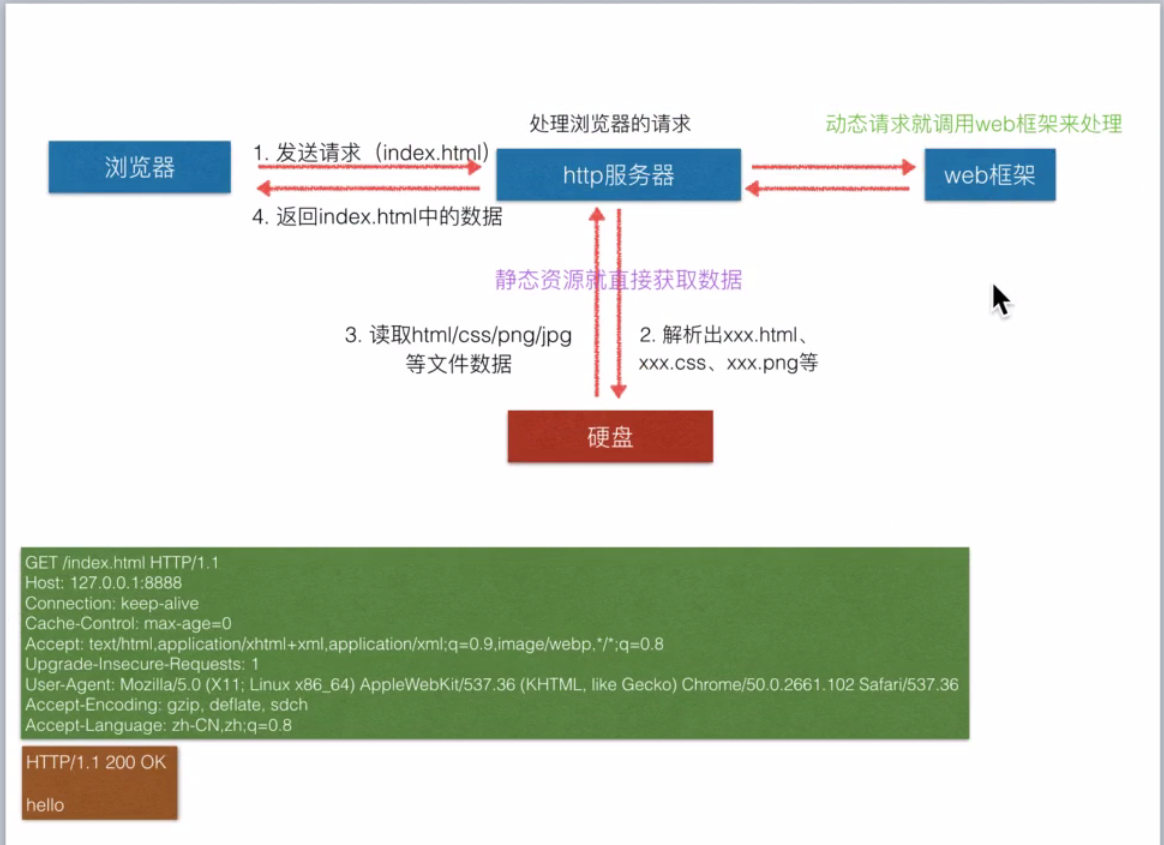 处理浏览器的请求
动态请求就调用web框架来处理
浏览器
1. 发送请求（index.html）
http服务器
web框架
4. 返回index.html中的数据
静态资源就直接获取数据
3. 读取html/css/png/jpg
等文件数据
2. 解析出xxx.html、
xxx.css、xxx.png等
硬盘
GET /index.html HTTP/1.1
Host: 127.0.0.1:8888
Connection: keep-alive
Cache-Control: max-age=0
Accept: text/html,application/xhtml+xml,application/xml;q=0.9,image/webp,*/*;q=0.8
Upgrade-Insecure-Requests: 1
User-Agent: Mozilla/5.0 (X11; Linux x86_64) AppleWebKit/537.36 (KHTML, like Gecko) Chrome/50.0.2661.102 Safari/537.36
Accept-Encoding: gzip, deflate, sdch
Accept-Language: zh-CN,zh;q=0.8
HTTP/1.1 200 OK
hello